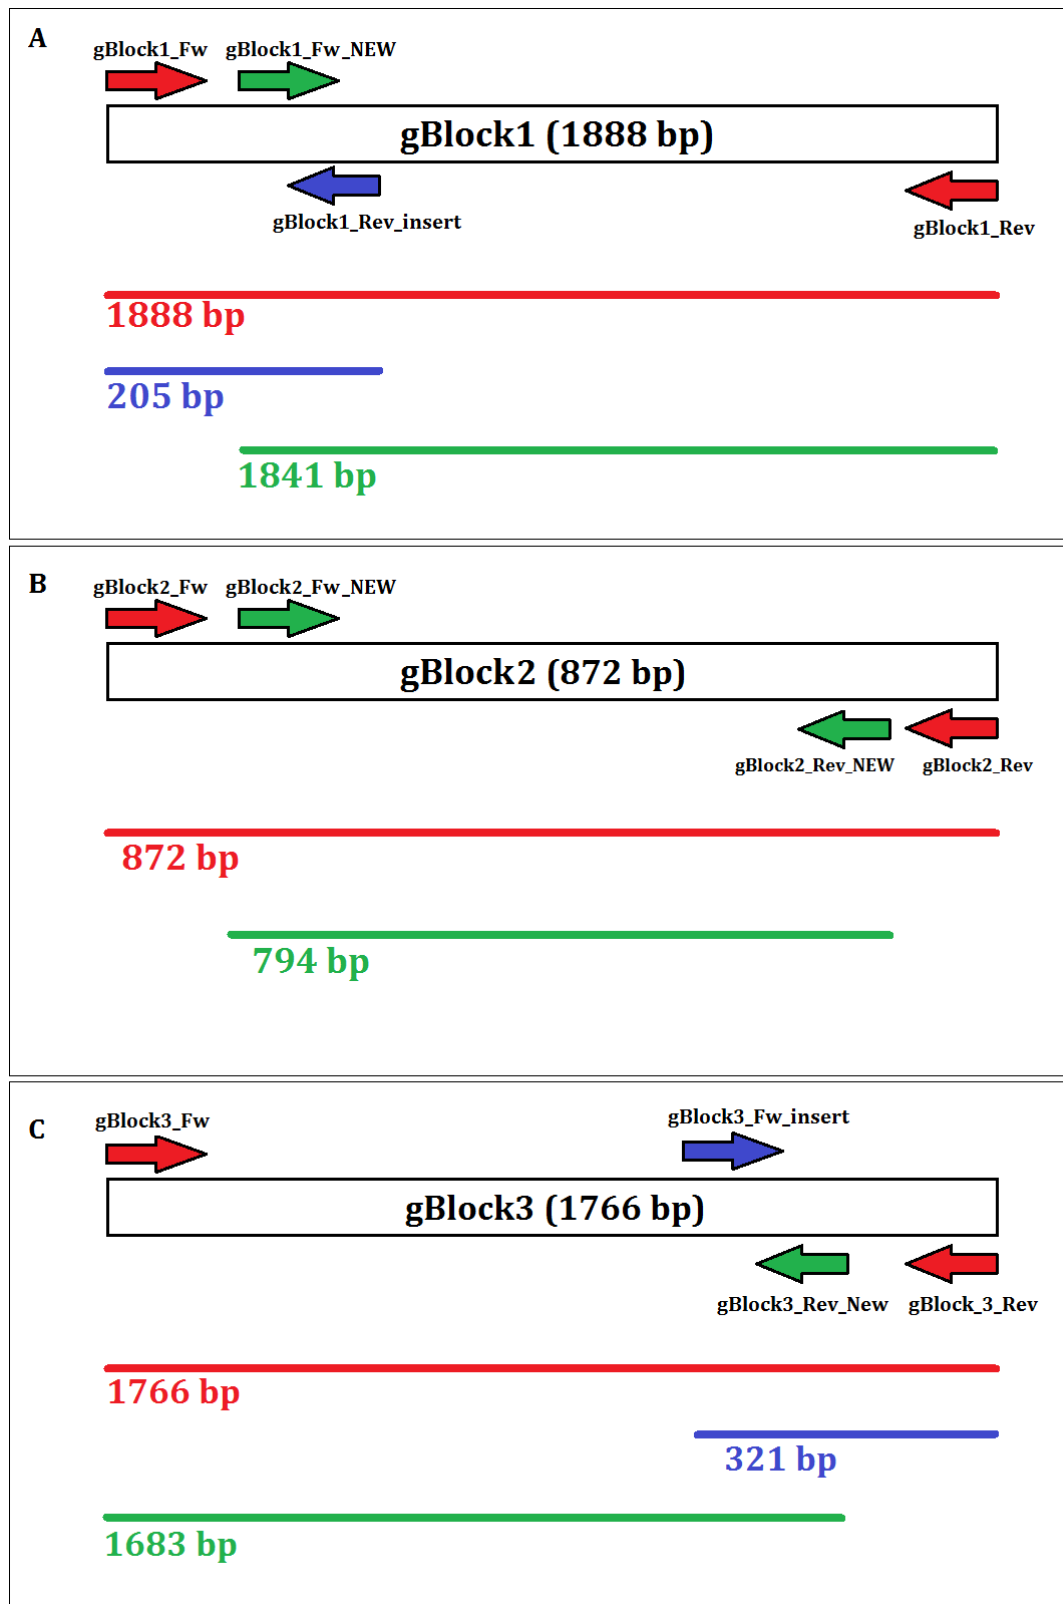 A
gBlock1_Fw gBlock1_Fw_NEW
gBlock1 (1888 bp)
gBlock1_Rev_insert
gBlock1_Rev
1888 bp
205 bp
1841 bp
B
gBlock2_Fw gBlock2_Fw_NEW
gBlock2 (872 bp)
gBlock2_Rev_NEW gBlock2_Rev
872 bp
794 bp
C
gBlock3_Fw gBlock3_Fw_insert
gBlock3 (1766 bp)
gBlock3_Rev_New gBlock_3_Rev
1766 bp
321 bp
1683 bp